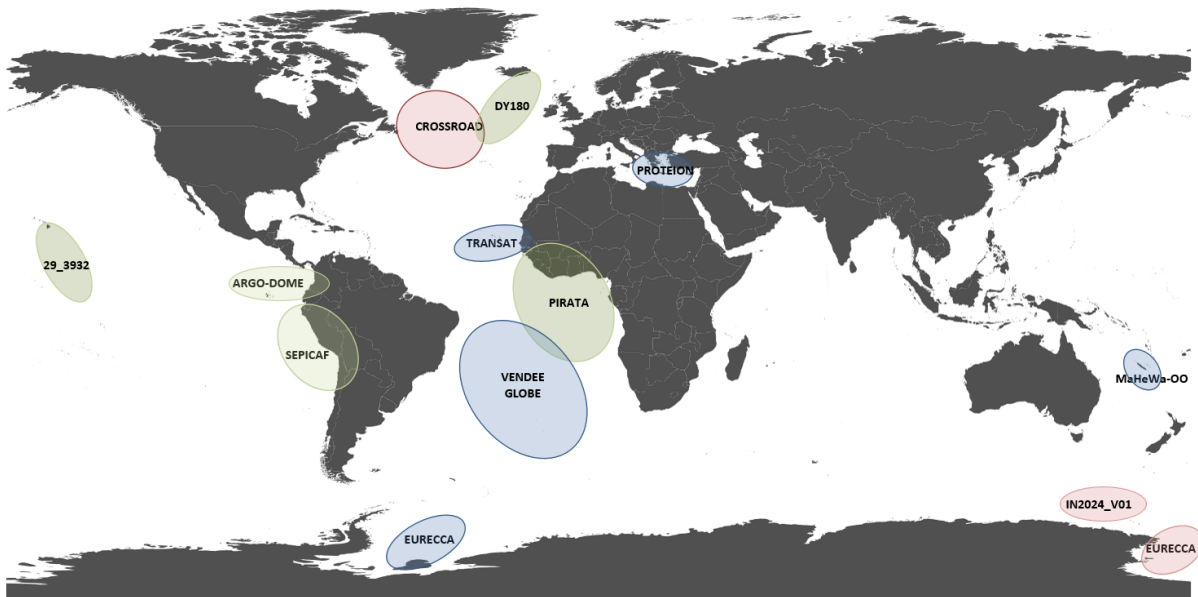 DY180
CROSSROAD
PROTEION
TRANSAT
29_3932
ARGO-DOME
PIRATA
SEPICAF
VENDEE
GLOBE
MaHeWa-OO
IN2024_V01
EURECCA
EURECCA